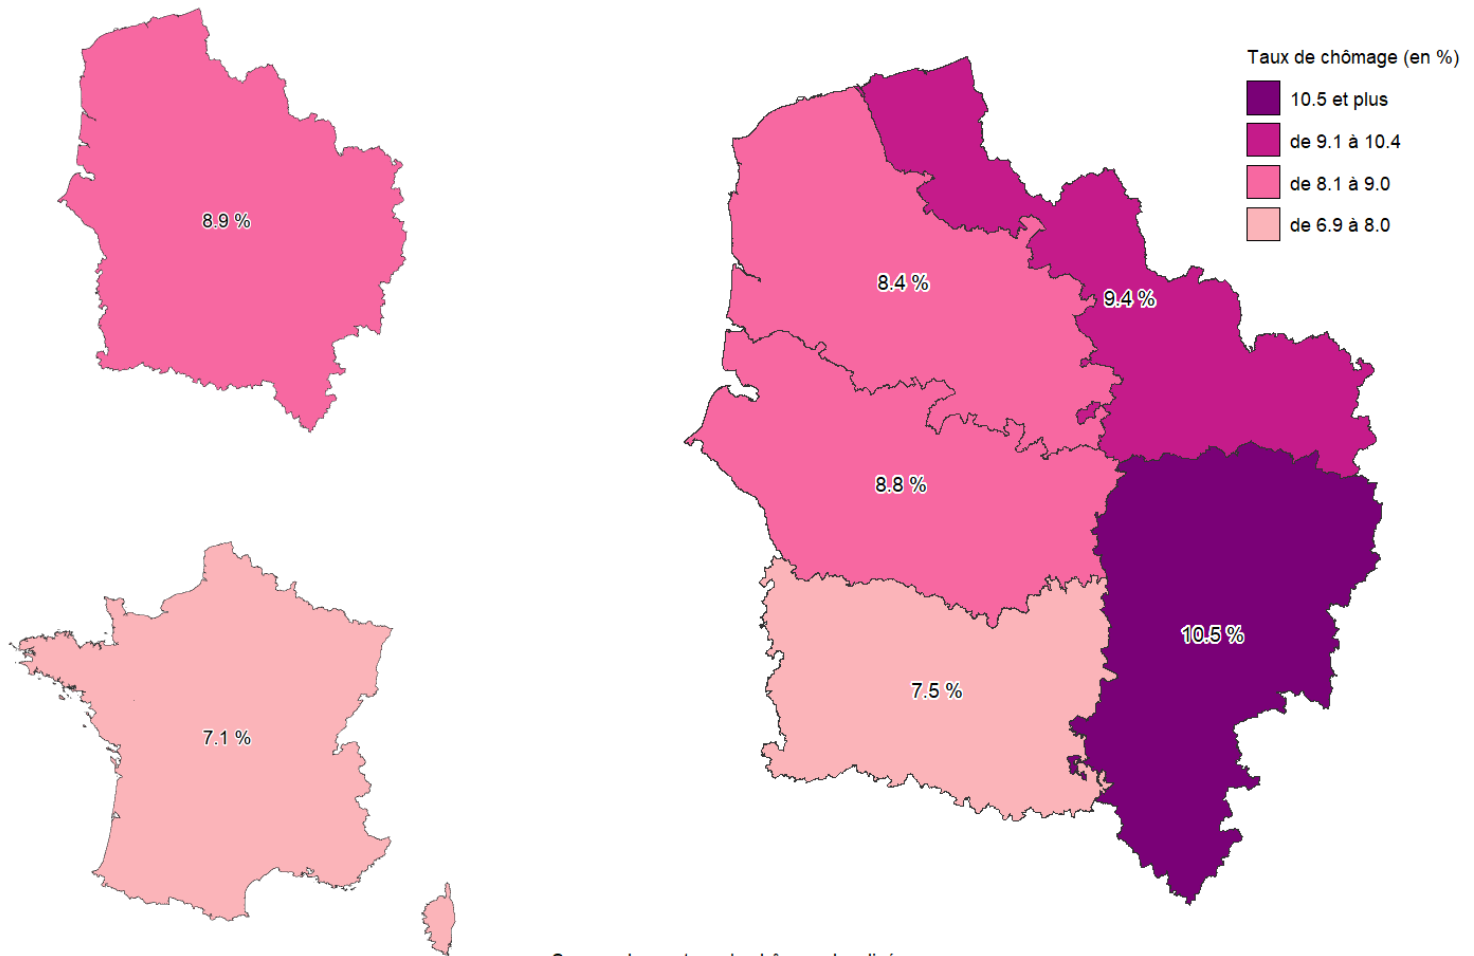 Taux de chômage (en %)
10.5 et plus
de 9.1 à 10.4
de 8.1 à 9.0
de 6.9 à 8.0
8.9 %
8.4 %
9.4 %
8.8 %
10.5 %
7.5 %
7.1 %